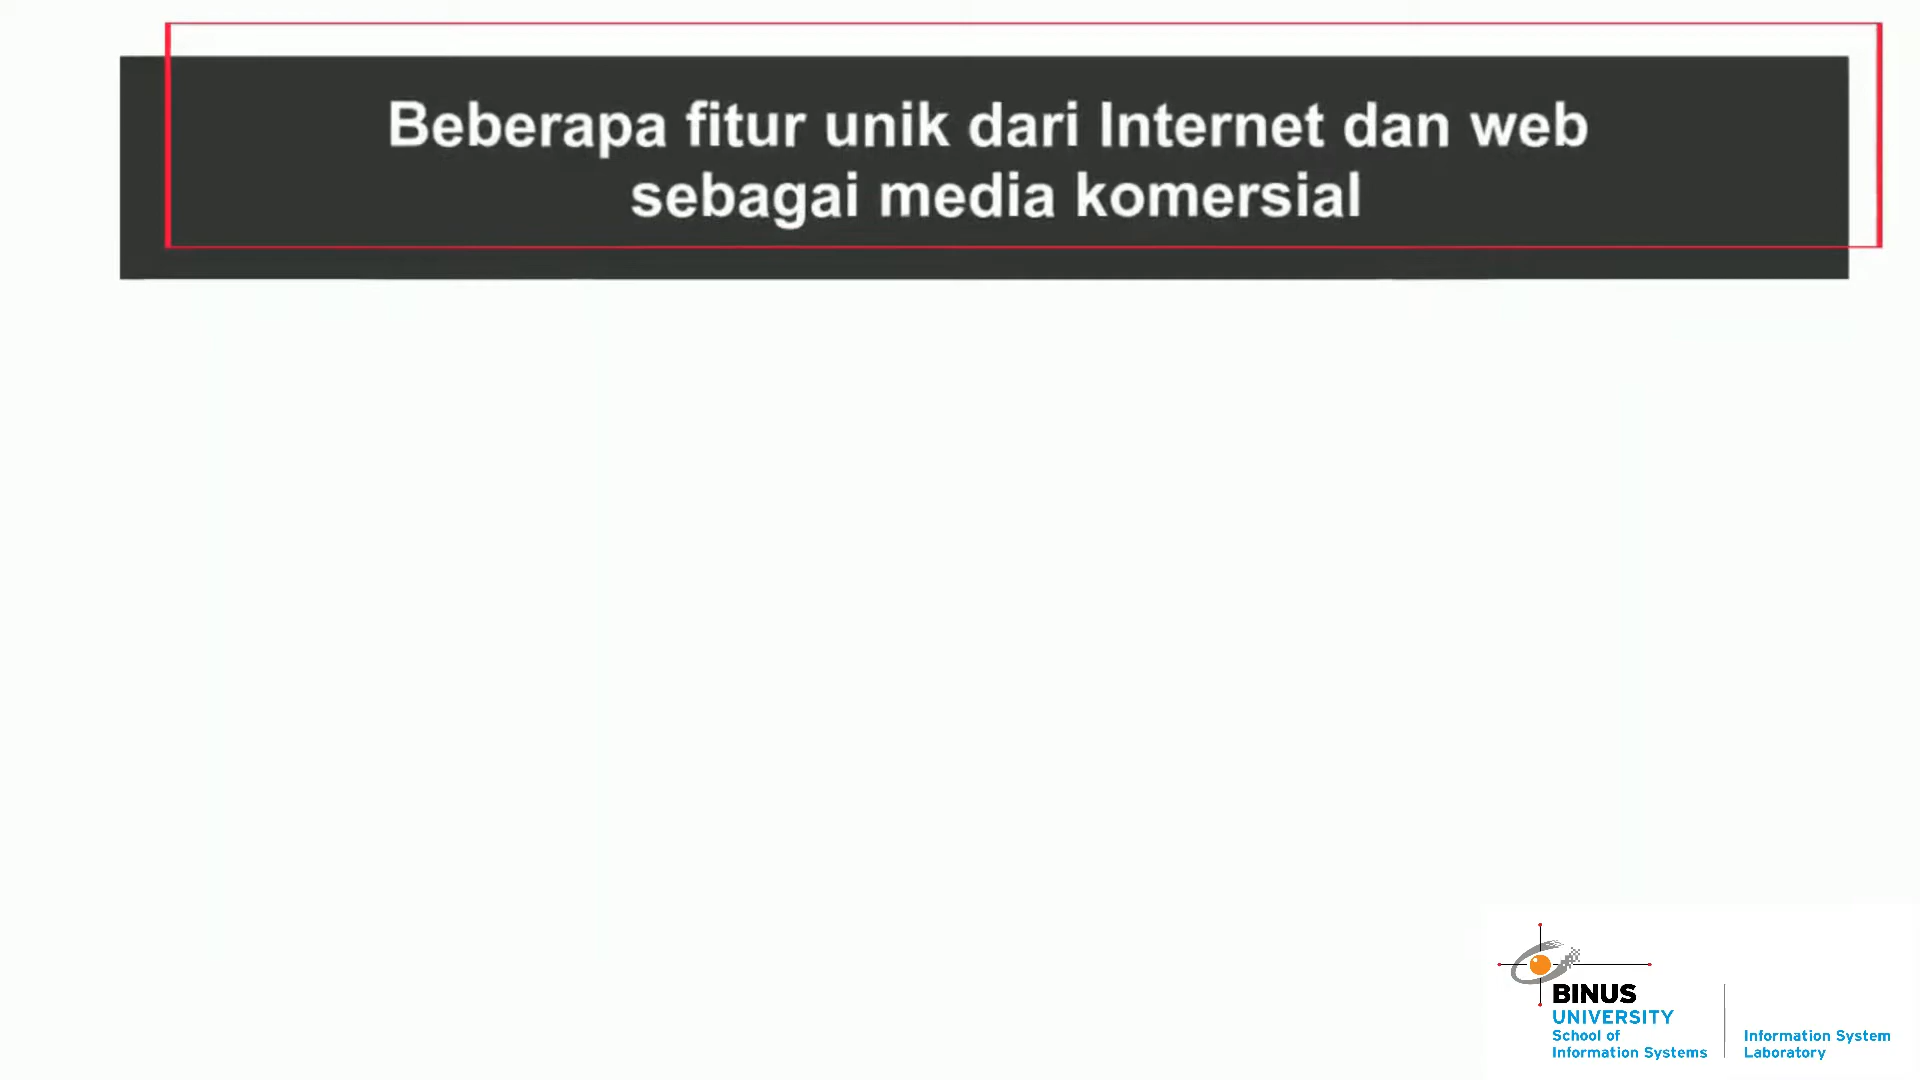 Beberapa fitur unik dari Internet dan web
sebagai media komersial
BINUS
UNIVERSITY
School of
Information Systems
Information System
Laboratory